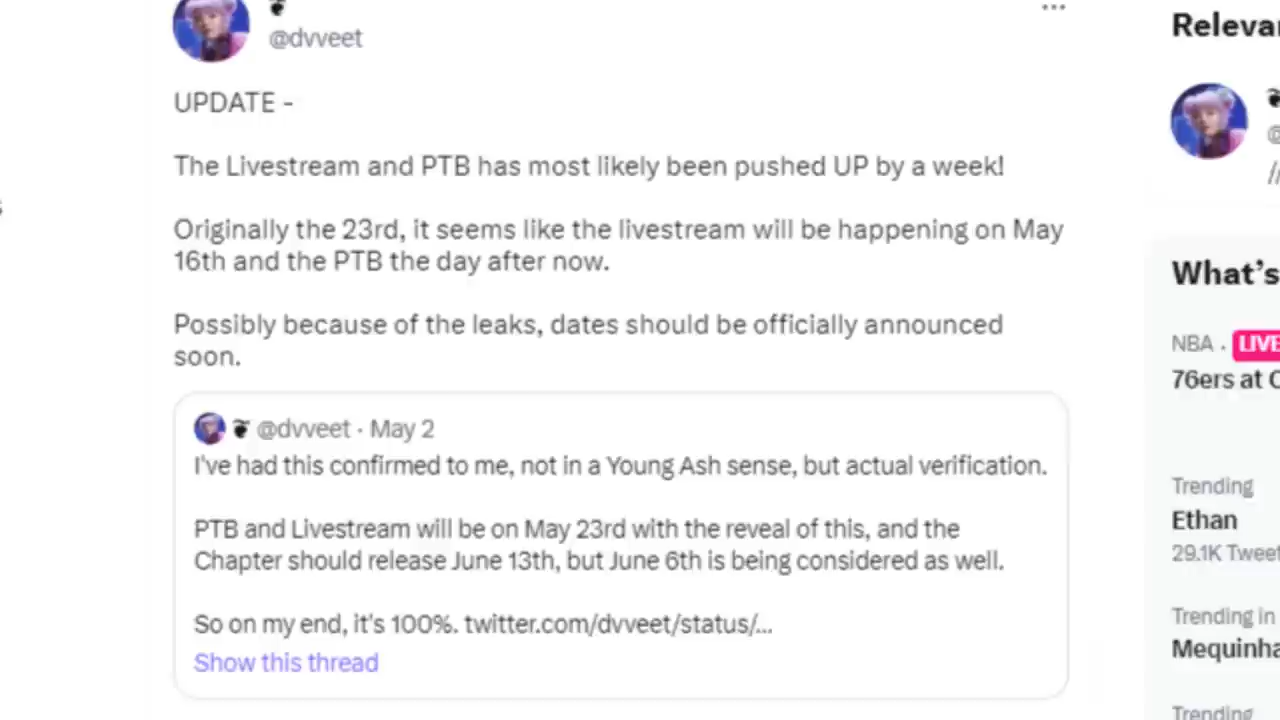 @dvveet
UPDATE -
The Livestream and PTB has most likely been pushed UP by a week!
Originally the 23rd, it seems like the livestream will be happening on May
16th and the PTB the day after now.
Possibly because of the leaks, dates should be officially announced
soon.
@dvveet · May 2
I've had this confirmed to me, not in a Young Ash sense, but actual verification.
PTB and Livestream will be on May 23rd with the reveal of this, and the
Chapter should release June 13th, but June 6th is being considered as well.
So on my end, it's 100%. twitter.com/dvveet/status/...
Show this thread
Releva
@
//
What's
NBA · LIVE
76ers at C
Trending
Ethan
29.1K Tweet
Trending in
Mequinha
Trending